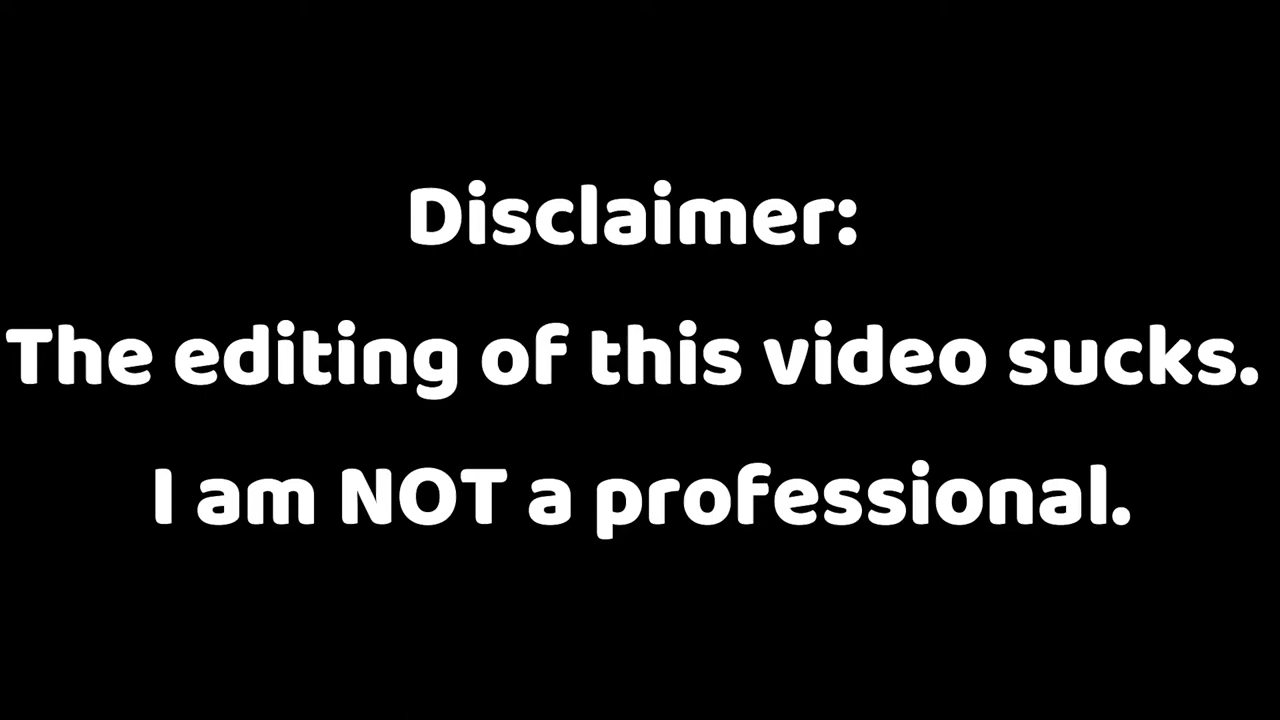 Disclaimer:
The editing of this video sucks.
I am NOT a professional.